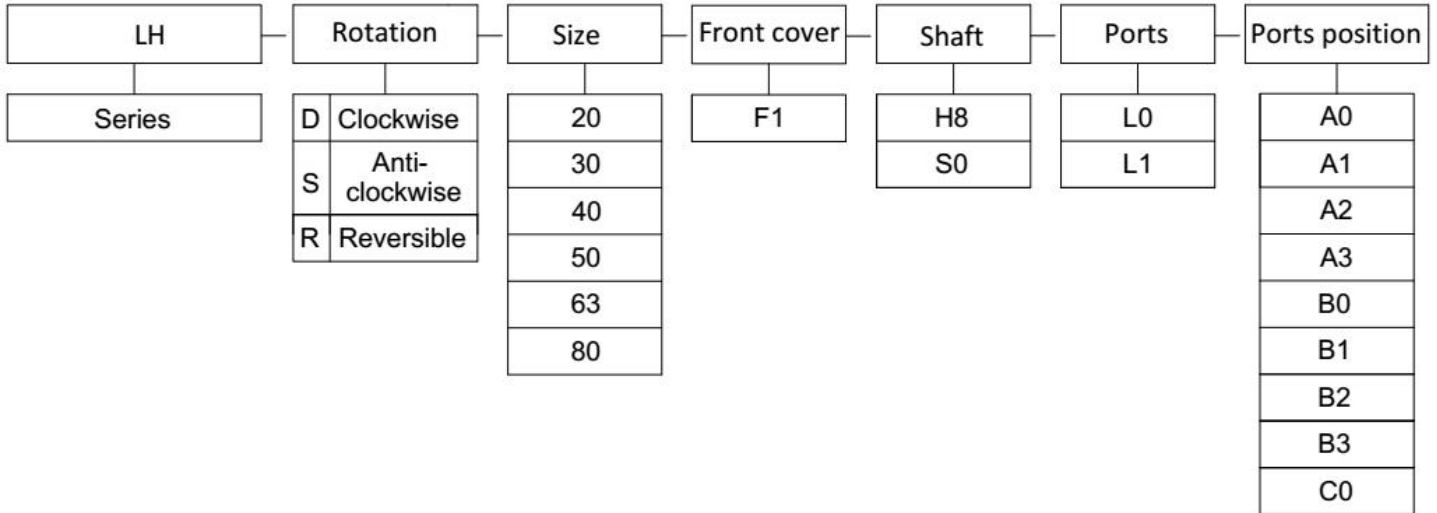 LH
Rotation
Size
Front cover
Shaft
Ports
Ports position
Series
D Clockwise
S Anti-
clockwise
R Reversible
20
30
40
50
63
80
F1
H8
S0
L0
L1
A0
A1
A2
A3
B0
B1
B2
B3
C0